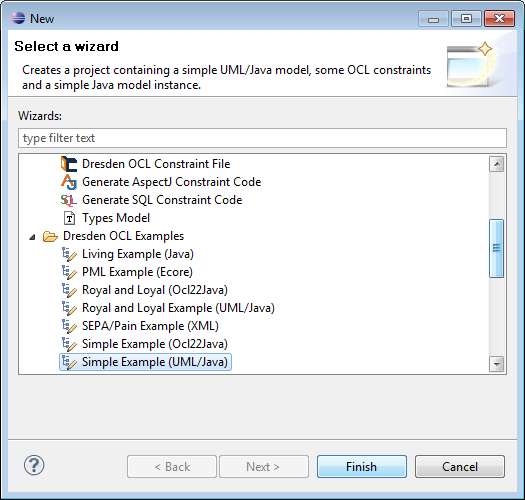 New
Select a wizard
Creates a project containing a simple UML/Java model, some OCL constraints
and a simple Java model instance.
Wizards:
type filter text
Dresden OCL Constraint File
Generate AspectJ Constraint Code
Generate SQL Constraint Code
Types Model
Dresden OCL Examples
Living Example (Java)
PML Example (Ecore)
Royal and Loyal (Ocl22Java)
Royal and Loyal Example (UML/Java)
SEPA/Pain Example (XML)
Simple Example (Ocl22Java)
Simple Example (UML/Java)
? < Back Next > Finish Cancel